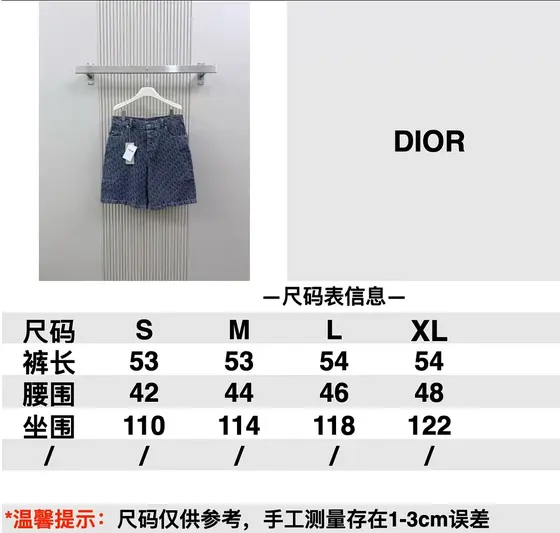 DIOR
—尺码表信息—
尺码 S M L XL
裤长 53 53 54 54
腰围 42 44 46 48
坐围 110 114 118 122
/ / / / /
*温馨提示：尺码仅供参考，手工测量存在1-3cm误差